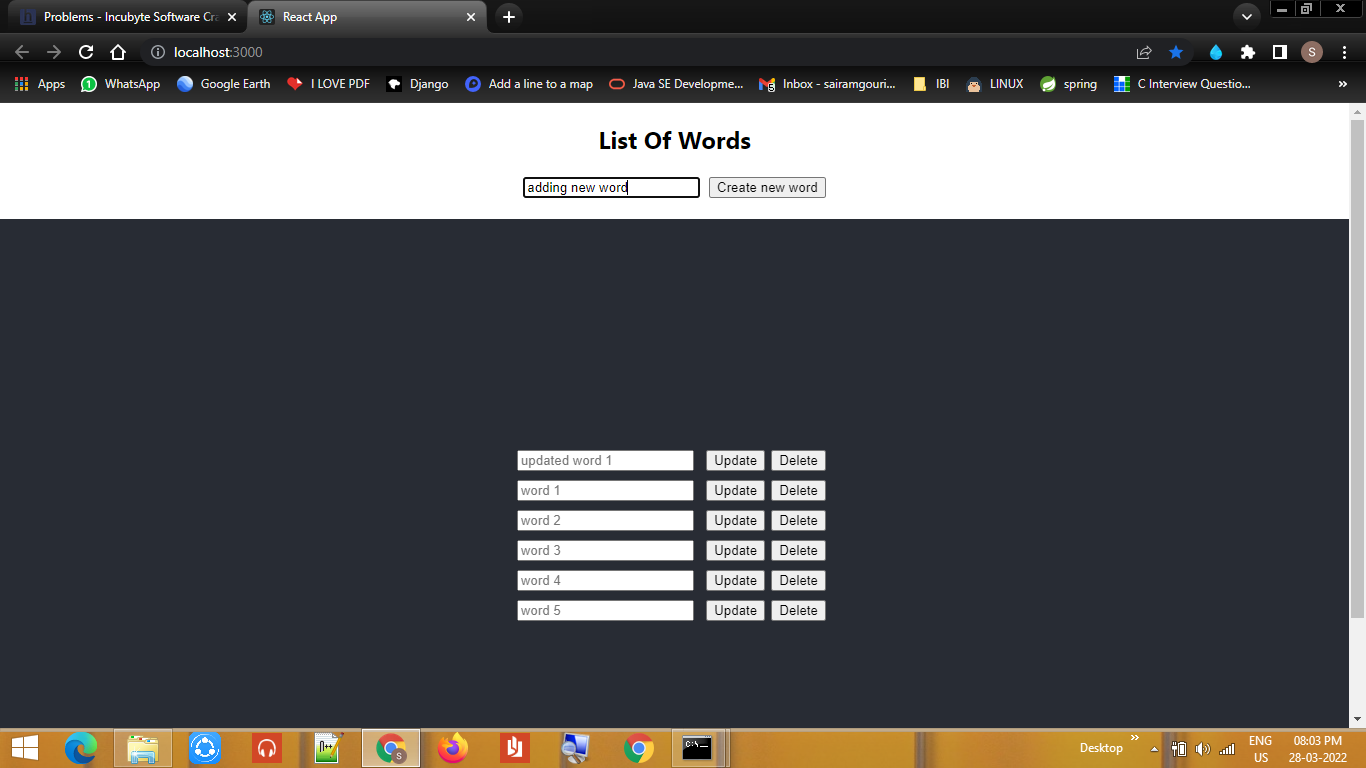 Problems - Incubyte Software Cra
React App
localhost:3000
S
Apps
WhatsApp
Google Earth
I LOVE PDF
Django
Add a line to a map
Java SE Developme...
Inbox - sairamgouri...
IBI
LINUX
spring
C Interview Questio...
»
List Of Words
adding new word Create new word
updated word 1 Update Delete
word 1 Update Delete
word 2 Update Delete
word 3 Update Delete
word 4 Update Delete
word 5 Update Delete
Desktop »
ENG 08:03 PM
US 28-03-2022